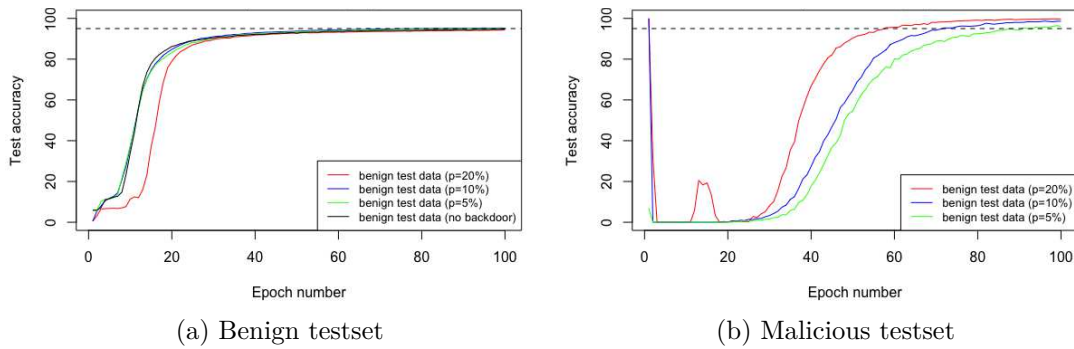 Test accuracy
100
80
60
40
20
0
benign test data (p=20%)
benign test data (p=10%)
benign test data (p=5%)
benign test data (no backdoor)
0 20 40 60 80 100
Epoch number
(a) Benign testset
Test accuracy
100
80
60
40
20
0
benign test data (p=20%)
benign test data (p=10%)
benign test data (p=5%)
0 20 40 60 80 100
Epoch number
(b) Malicious testset